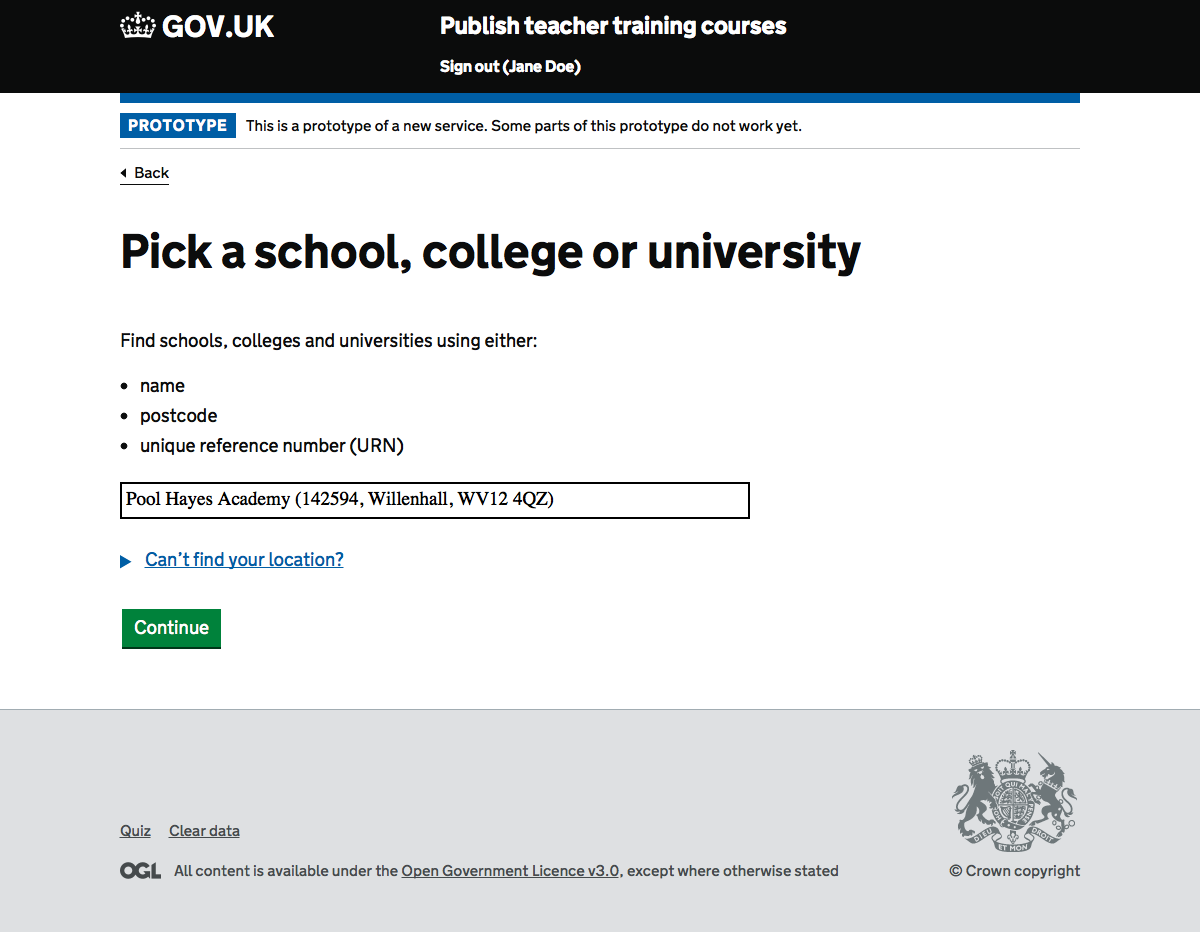 GOV.UK
Publish teacher training courses
Sign out (Jane Doe)
PROTOTYPE This is a prototype of a new service. Some parts of this prototype do not work yet.
Back
Pick a school, college or university
Find schools, colleges and universities using either:
• name
• postcode
• unique reference number (URN)
Pool Hayes Academy (142594, Willenhall, WV12 4QZ)
Can’t find your location?
Continue
Quiz Clear data
OGL All content is available under the Open Government Licence v3.0, except where otherwise stated
DIEU ET MON DROIT
© Crown copyright